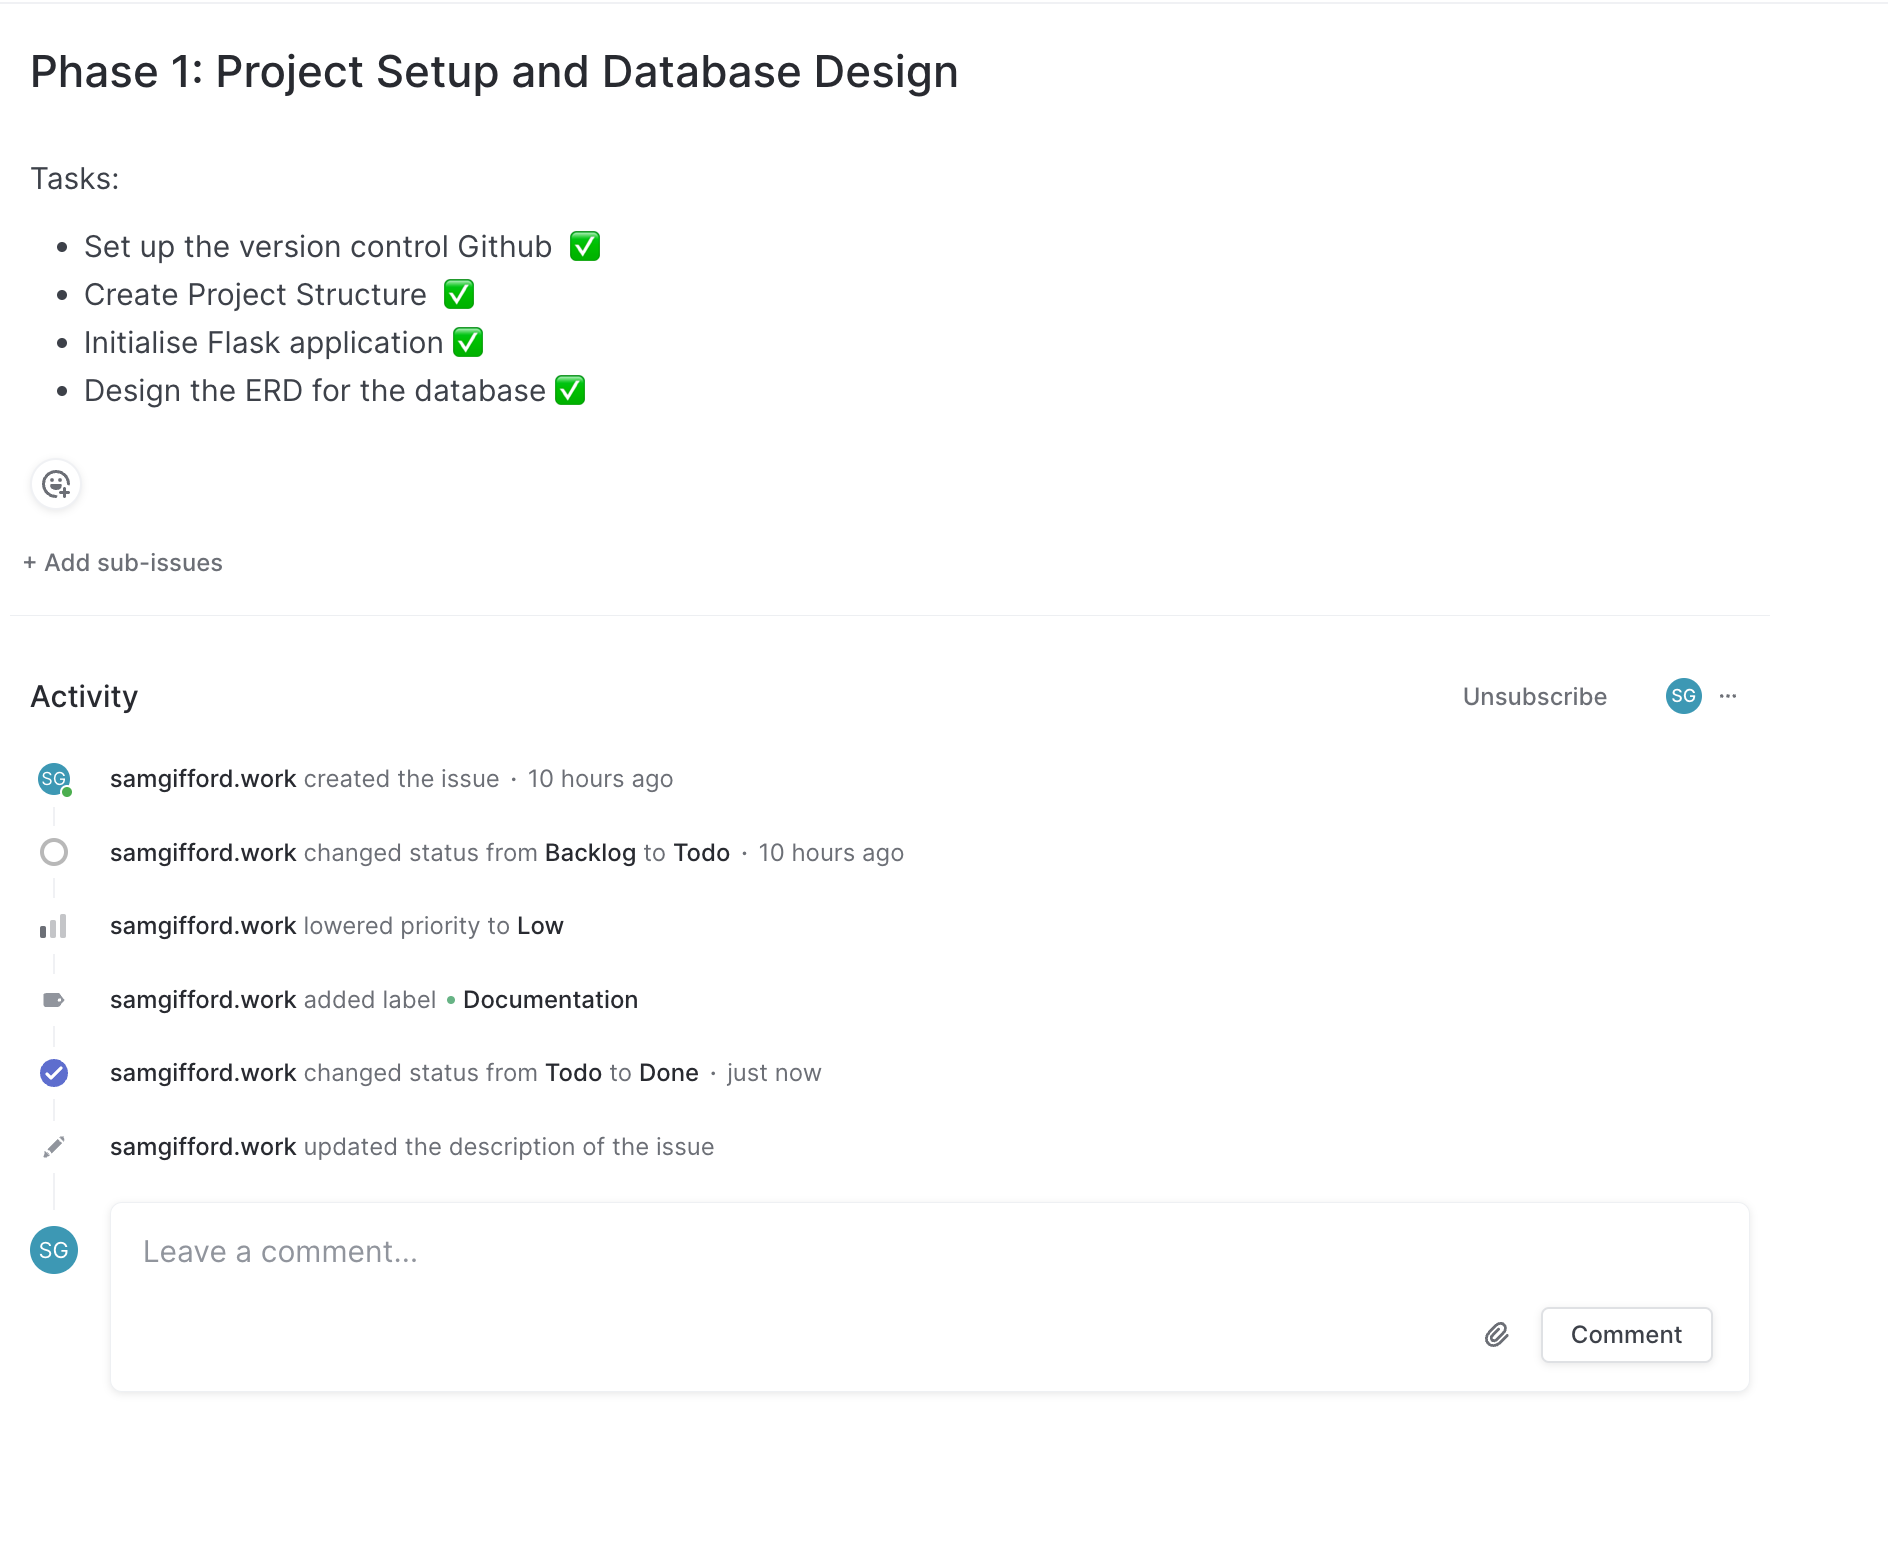 Phase 1: Project Setup and Database Design
Tasks:
• Set up the version control Github ✅
• Create Project Structure ✅
• Initialise Flask application ✅
• Design the ERD for the database ✅
+ Add sub-issues
Activity
Unsubscribe SG ···
SG samgifford.work created the issue · 10 hours ago
samgifford.work changed status from Backlog to Todo · 10 hours ago
samgifford.work lowered priority to Low
samgifford.work added label • Documentation
samgifford.work changed status from Todo to Done · just now
samgifford.work updated the description of the issue
SG Leave a comment...
Comment